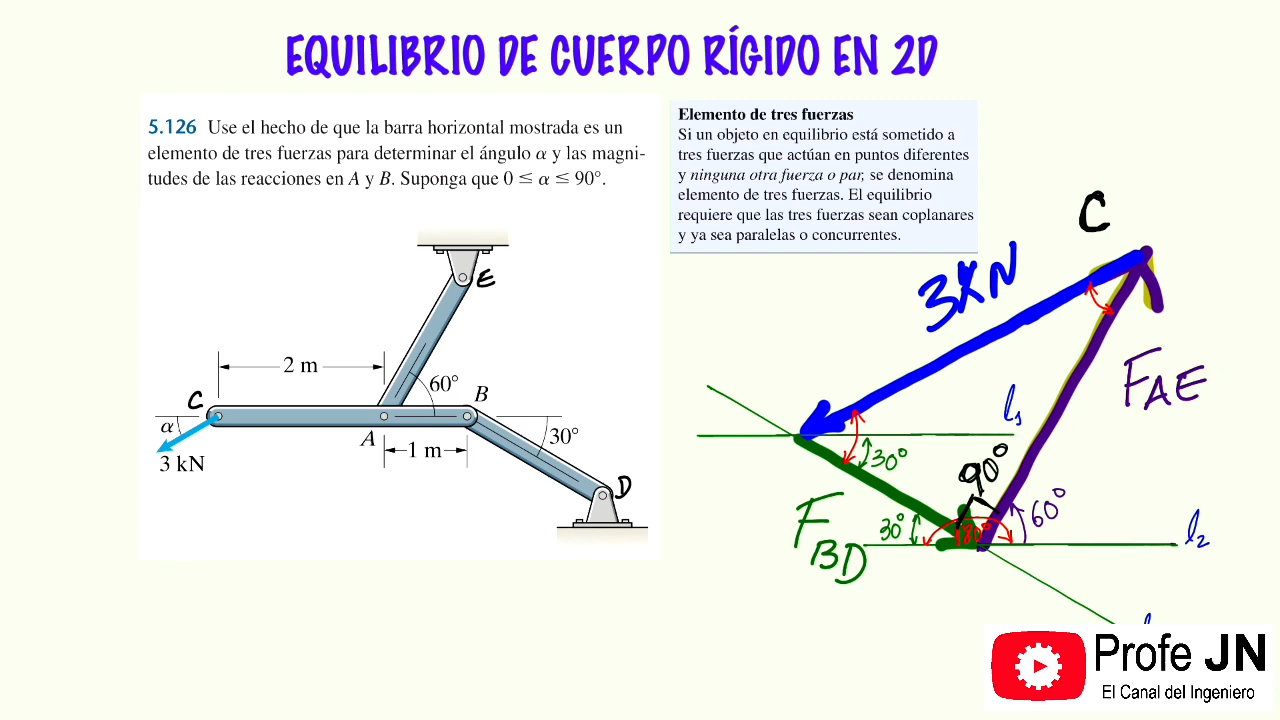 EQUILIBRIO DE CUERPO RÍGIDO EN 2D
5.126 Use el hecho de que la barra horizontal mostrada es un
elemento de tres fuerzas para determinar el ángulo α y las magni-
tudes de las reacciones en A y B. Suponga que 0 ≤ α ≤ 90°.
Elemento de tres fuerzas
Si un objeto en equilibrio está sometido a
tres fuerzas que actúan en puntos diferentes
y ninguna otra fuerza o par, se denomina
elemento de tres fuerzas. El equilibrio
requiere que las tres fuerzas sean coplanares
y ya sea paralelas o concurrentes.
E
2 m
60°
C
B
α
A
30°
1 m
3 kN
D
C
3kN
F AE
l1
30°
90°
F BD
30°
180°
60°
l2
Profe JN
El Canal del Ingeniero